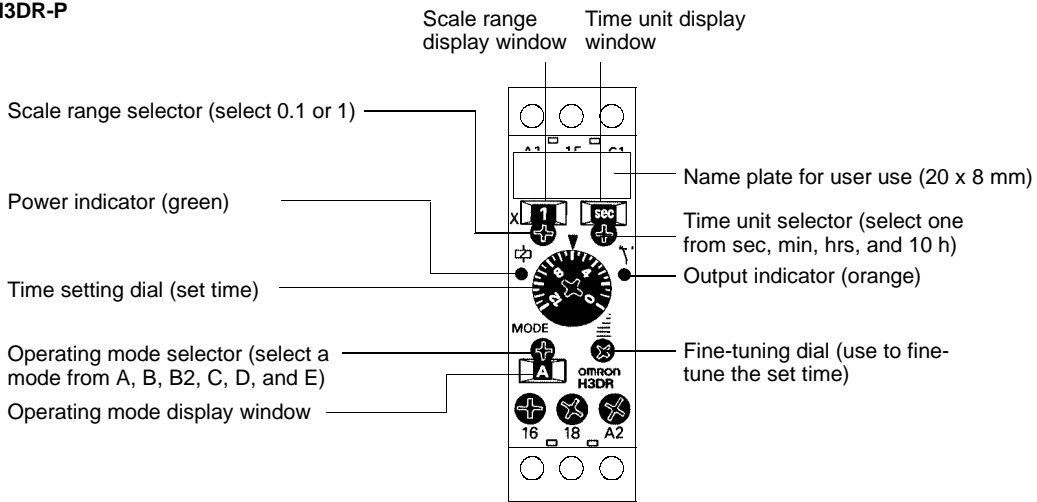 H3DR-P
Scale range
display window
Time unit display
window
Scale range selector (select 0.1 or 1)
A1 15 C1
Name plate for user use (20 x 8 mm)
Power indicator (green)
X 1 sec
Time unit selector (select one
from sec, min, hrs, and 10 h)
Output indicator (orange)
Time setting dial (set time)
12 8 4 0
MODE
Operating mode selector (select a
mode from A, B, B2, C, D, and E)
Fine-tuning dial (use to fine-
tune the set time)
A
OMRON
H3DR
Operating mode display window
16 18 A2